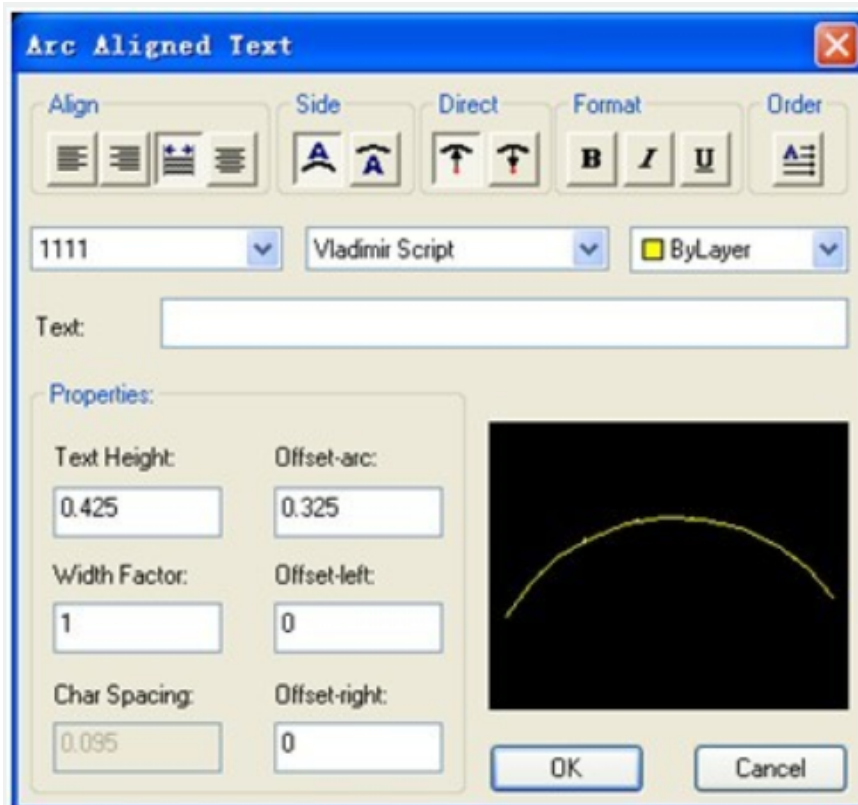 Arc Aligned Text
Align Side Direct Format Order
A A B I U A
1111 Vladimir Script ByLayer
Text:
Properties:
Text Height: Offset-arc:
0.425 0.325
Width Factor: Offset-left:
1 0
Char Spacing: Offset-right:
0.095 0
OK Cancel